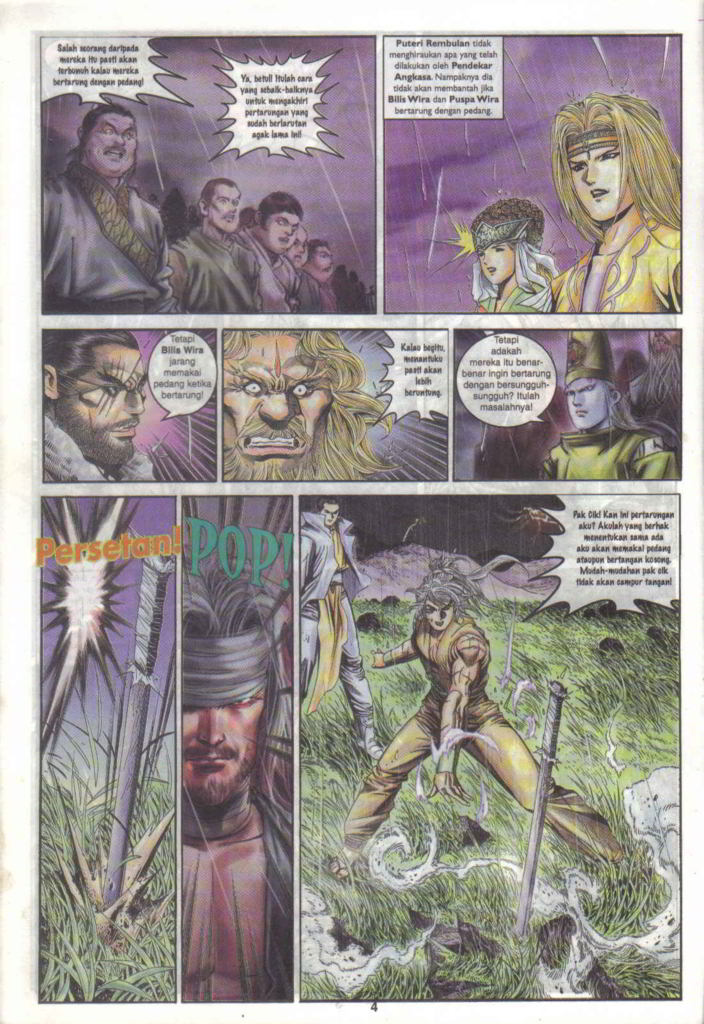 Salah seorang daripada
mereka itu pasti akan
terbunuh kalau mereka
bertarung dengan pedang!
Ya, betul! Itulah cara
yang sebaik-baiknya
untuk mengakhiri
pertarungan yang
sudah berlarutan
agak lama ini!
Puteri Rembulan tidak
menghiraukan apa yang telah
dilakukan oleh Pendekar
Angkasa. Nampaknya dia
tidak akan membantah jika
Bilis Wira dan Puspa Wira
bertarung dengan pedang.
Tetapi
Bilis Wira
jarang
memakai
pedang ketika
bertarung!
Kalau begitu,
menantuku
pasti akan
lebih
beruntung.
Tetapi
adakah
mereka itu benar-
benar ingin bertarung
dengan bersungguh-
sungguh? Itulah
masalahnya!
Persetan!
POP!
Pak Cik! Kan ini pertarungan
aku? Akulah yang berhak
menentukan sama ada
aku akan memakai pedang
ataupun bertangan kosong.
Mudah-mudahan pak cik
tidak akan campur tangan!
4